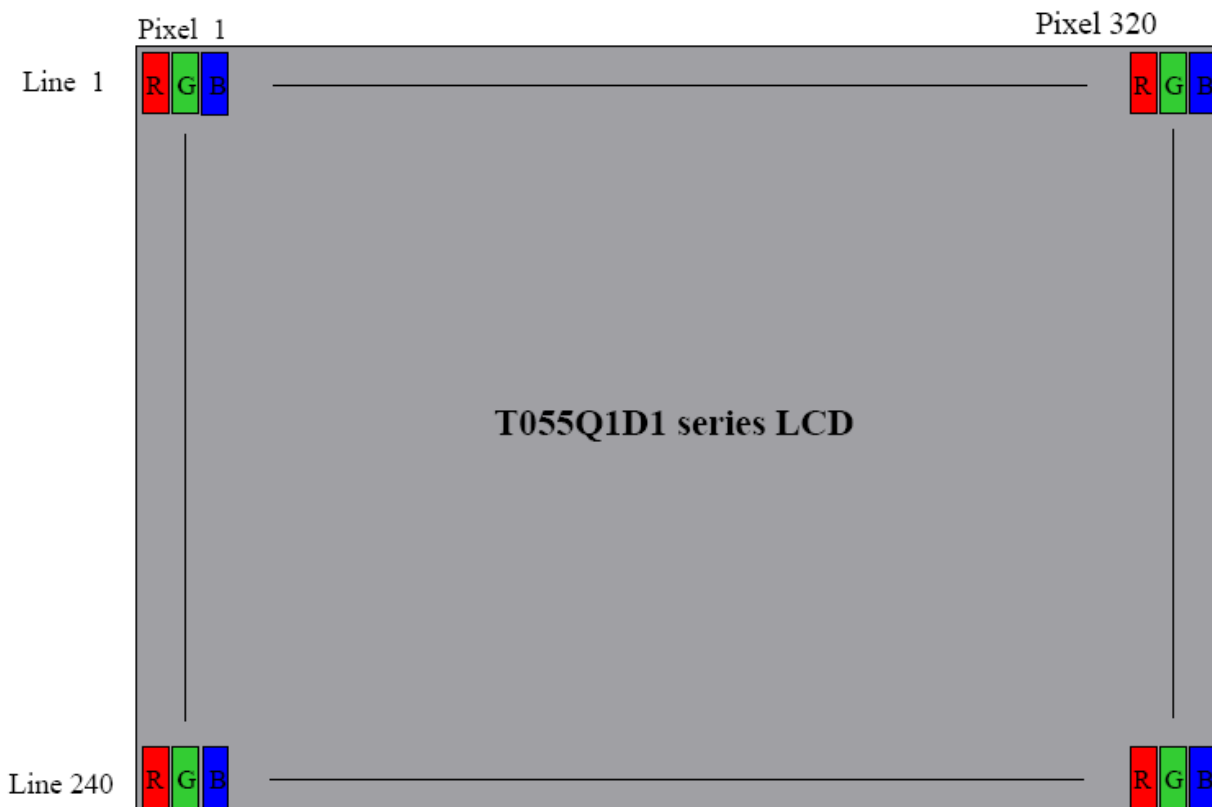 Pixel 1
Pixel 320
Line 1
R G B
R G B
T055Q1D1 series LCD
Line 240
R G B
R G B